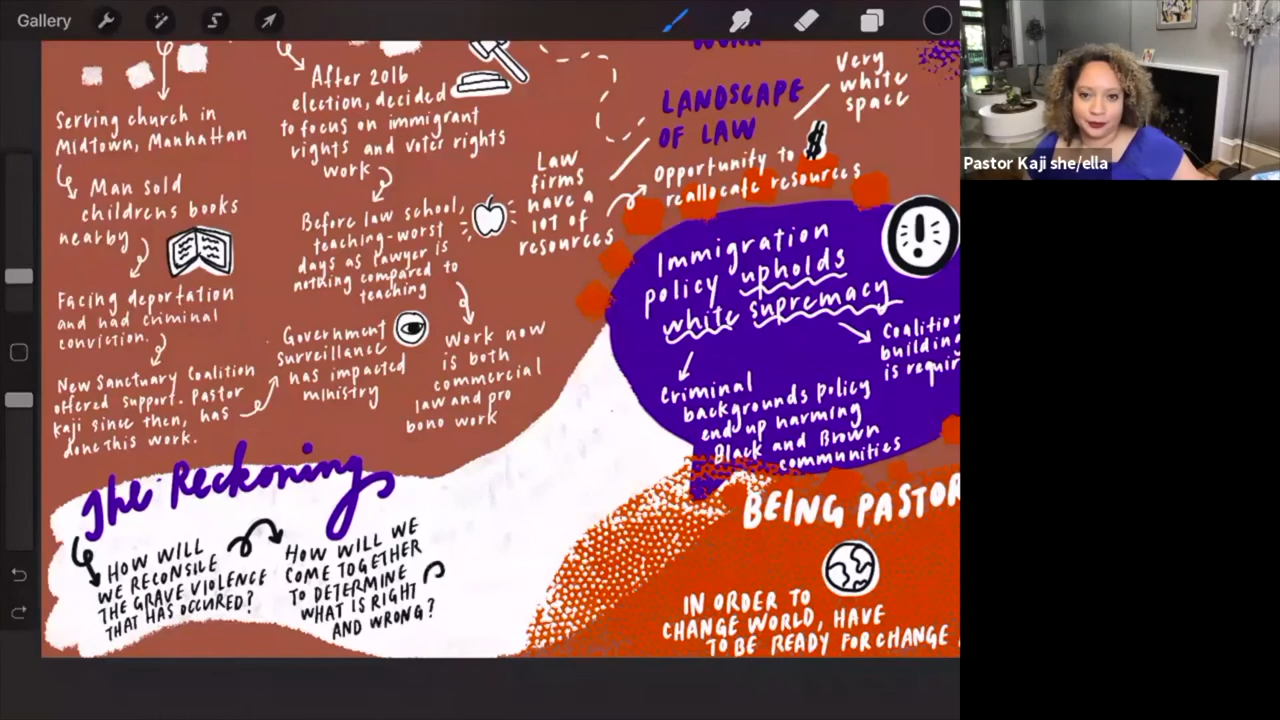 Gallery
Serving church in
Midtown, Manhattan
Man sold
childrens books
nearby
Facing deportation
and had criminal
conviction.
New Sanctuary Coalition
offered support. Pastor
Kaji since then, has
done this work.
After 2016
election, decided
to focus on immigrant
rights and voter rights
work
Before law school,
teaching-worst
days as lawyer is
nothing compared to
teaching
Government
surveillance
has impacted
ministry
Work now
is both
commercial
law and pro
bono work
Law
firms
have a
lot of
resources
WORK
LANDSCAPE
OF LAW
Very
white
space
Opportunity to $
reallocate resources
Immigration
policy upholds
white supremacy
!
Criminal
backgrounds policy
end up harming
Black and Brown
communities
Coalition
building
is requir
The Reckoning
HOW WILL
WE RECONSILE
THE GRAVE VIOLENCE
THAT HAS OCCURED?
HOW WILL WE
COME TOGETHER
TO DETERMINE
WHAT IS RIGHT
AND WRONG?
BEING PASTOR
IN ORDER TO
CHANGE WORLD, HAVE
TO BE READY FOR CHANGE
Pastor Kaji she/ella